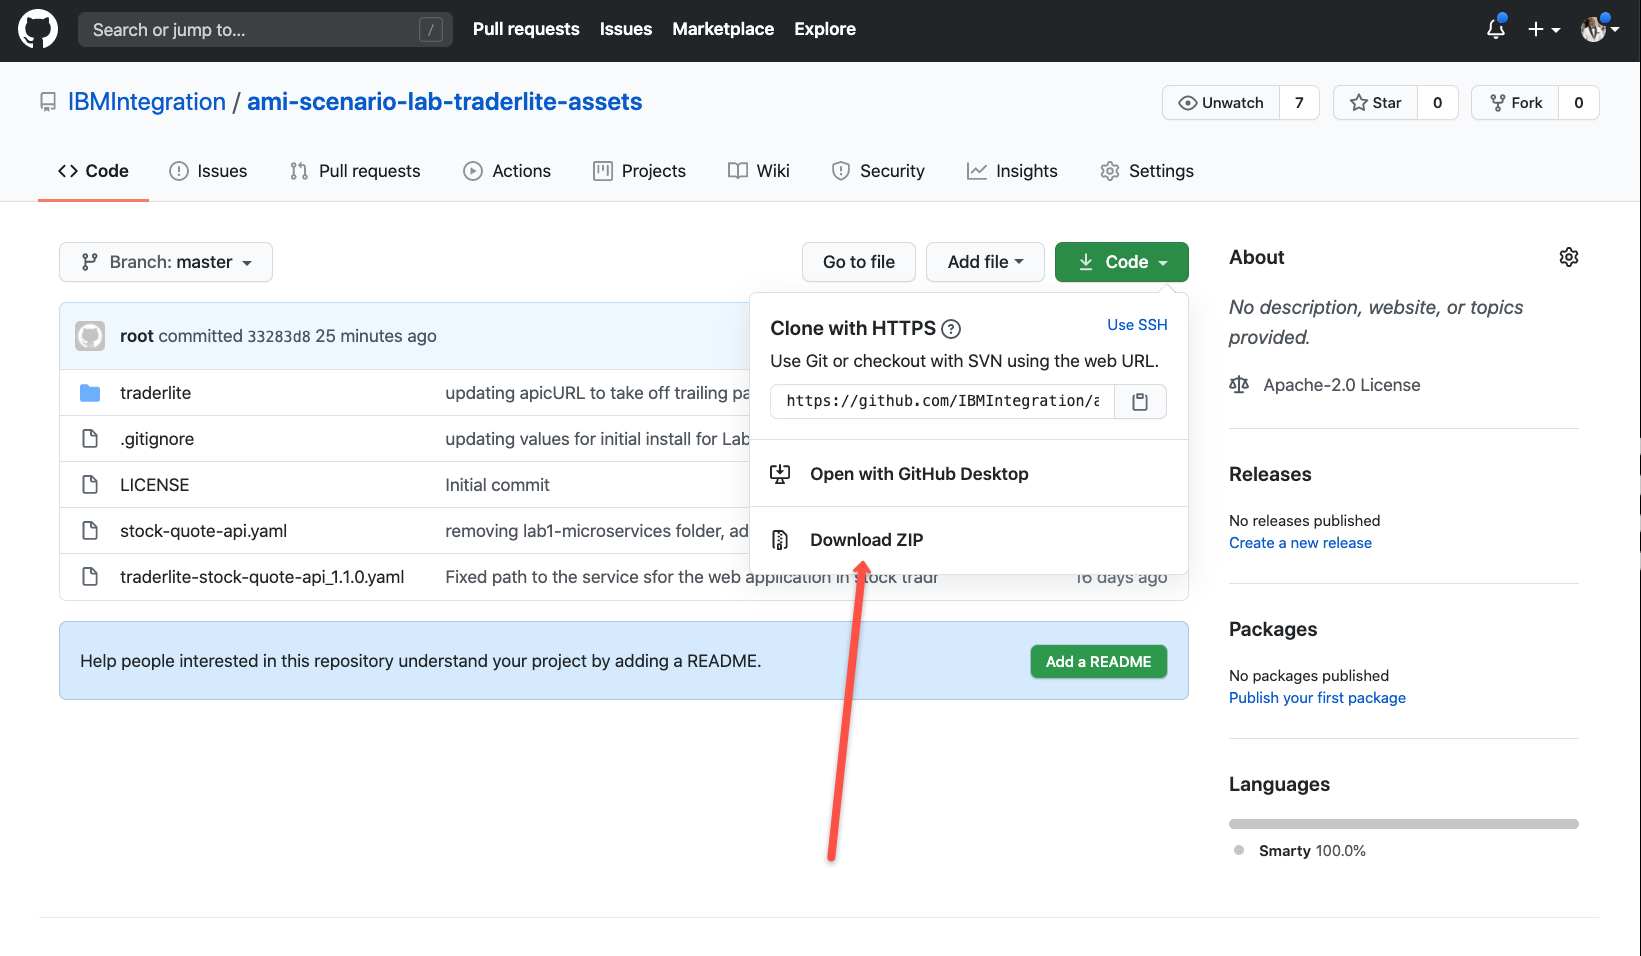 Search or jump to... /
Pull requests Issues Marketplace Explore
IBMIntegration / ami-scenario-lab-traderlite-assets
Unwatch 7 Star 0 Fork 0
Code Issues Pull requests Actions Projects Wiki Security Insights Settings
Branch: master Go to file Add file Code
root committed 33283d8 25 minutes ago
traderlite updating apicURL to take off trailing pa
.gitignore updating values for initial install for Lab
LICENSE Initial commit
stock-quote-api.yaml removing lab1-microservices folder, ad
traderlite-stock-quote-api_1.1.0.yaml Fixed path to the service sfor the web application in stock tradr 16 days ago
Clone with HTTPS ? Use SSH
Use Git or checkout with SVN using the web URL.
https://github.com/IBMIntegration/a
Open with GitHub Desktop
Download ZIP
Help people interested in this repository understand your project by adding a README. Add a README
About
No description, website, or topics
provided.
Apache-2.0 License
Releases
No releases published
Create a new release
Packages
No packages published
Publish your first package
Languages
Smarty 100.0%